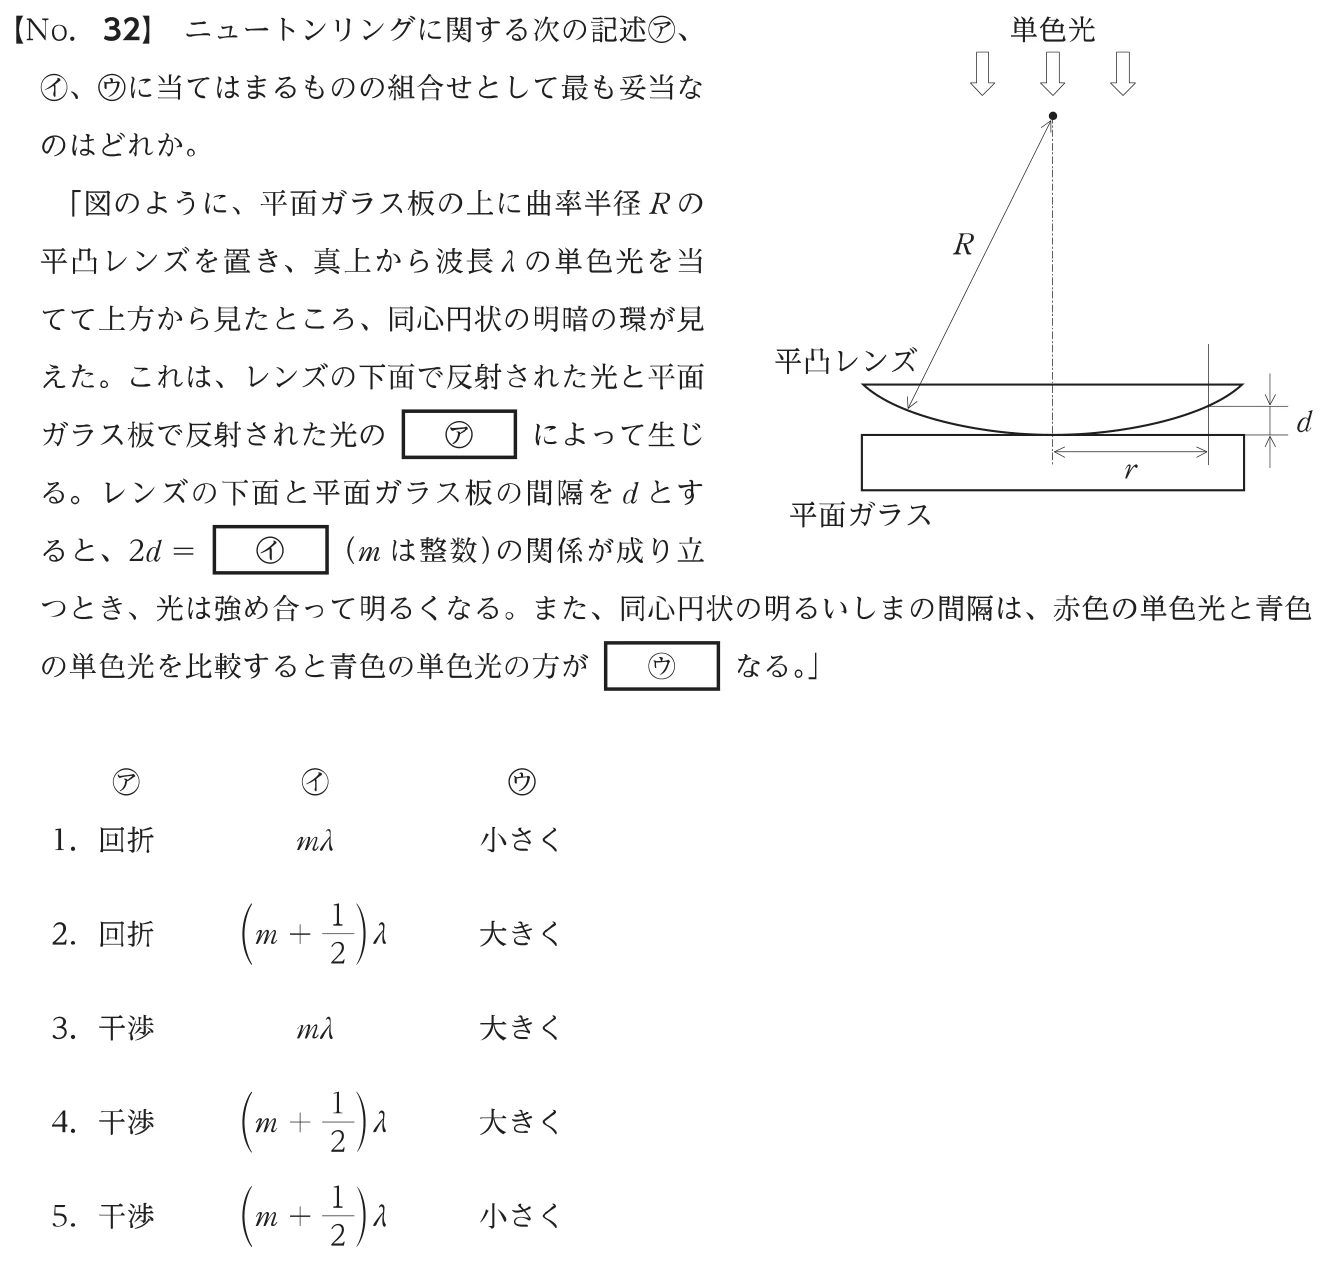 【No. 32】 ニュートンリングに関する次の記述㋐、
㋑、㋒に当てはまるものの組合せとして最も妥当な
のはどれか。
「図のように、平面ガラス板の上に曲率半径 R の
平凸レンズを置き、真上から波長 λ の単色光を当
てて上方から見たところ、同心円状の明暗の環が見
えた。これは、レンズの下面で反射された光と平面
ガラス板で反射された光の ㋐ によって生じ
る。レンズの下面と平面ガラス板の間隔を d とす
ると、2d = ㋑ (m は整数)の関係が成り立
つとき、光は強め合って明るくなる。また、同心円状の明るいしまの間隔は、赤色の単色光と青色
の単色光を比較すると青色の単色光の方が ㋒ なる。」
単色光
R
平凸レンズ
d
r
平面ガラス
㋐ ㋑ ㋒
1. 回折 mλ 小さく
2. 回折 (m + 1/2)λ 大きく
3. 干渉 mλ 大きく
4. 干渉 (m + 1/2)λ 大きく
5. 干渉 (m + 1/2)λ 小さく